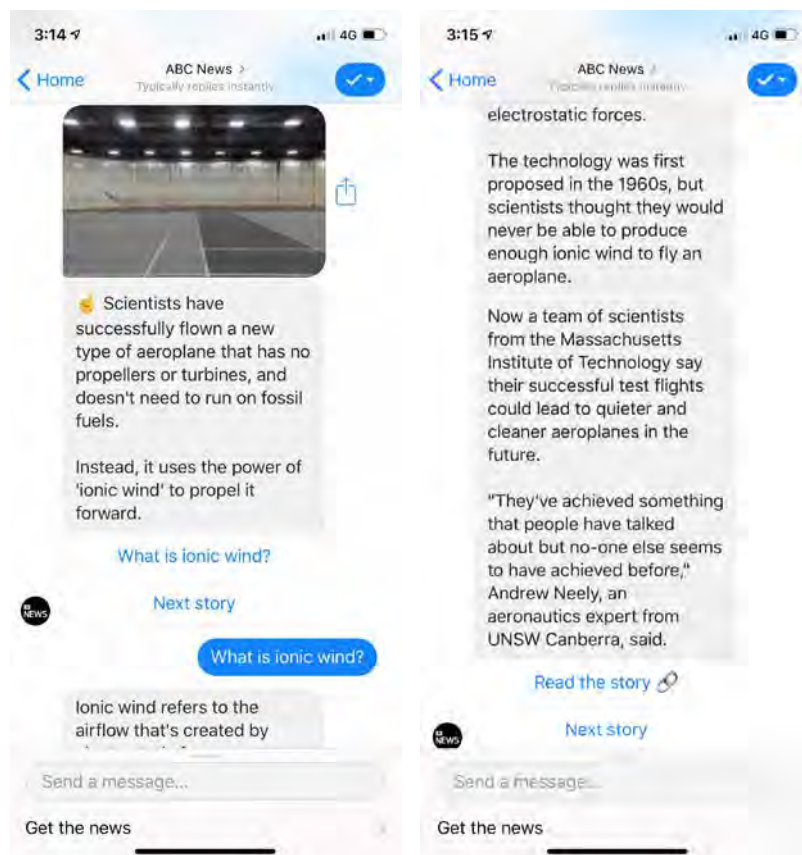 3:14
4G
Home
ABC News >
Typically replies instantly
☝ Scientists have
successfully flown a new
type of aeroplane that has no
propellers or turbines, and
doesn't need to run on fossil
fuels.
Instead, it uses the power of
'ionic wind' to propel it
forward.
What is ionic wind?
Next story
NEWS
What is ionic wind?
Ionic wind refers to the
airflow that's created by
Send a message...
Get the news
3:15
4G
Home
ABC News
Typically replies instantly
electrostatic forces.
The technology was first
proposed in the 1960s, but
scientists thought they would
never be able to produce
enough ionic wind to fly an
aeroplane.
Now a team of scientists
from the Massachusetts
Institute of Technology say
their successful test flights
could lead to quieter and
cleaner aeroplanes in the
future.
"They've achieved something
that people have talked
about but no-one else seems
to have achieved before,"
Andrew Neely, an
aeronautics expert from
UNSW Canberra, said.
Read the story 🔗
Next story
NEWS
Send a message...
Get the news